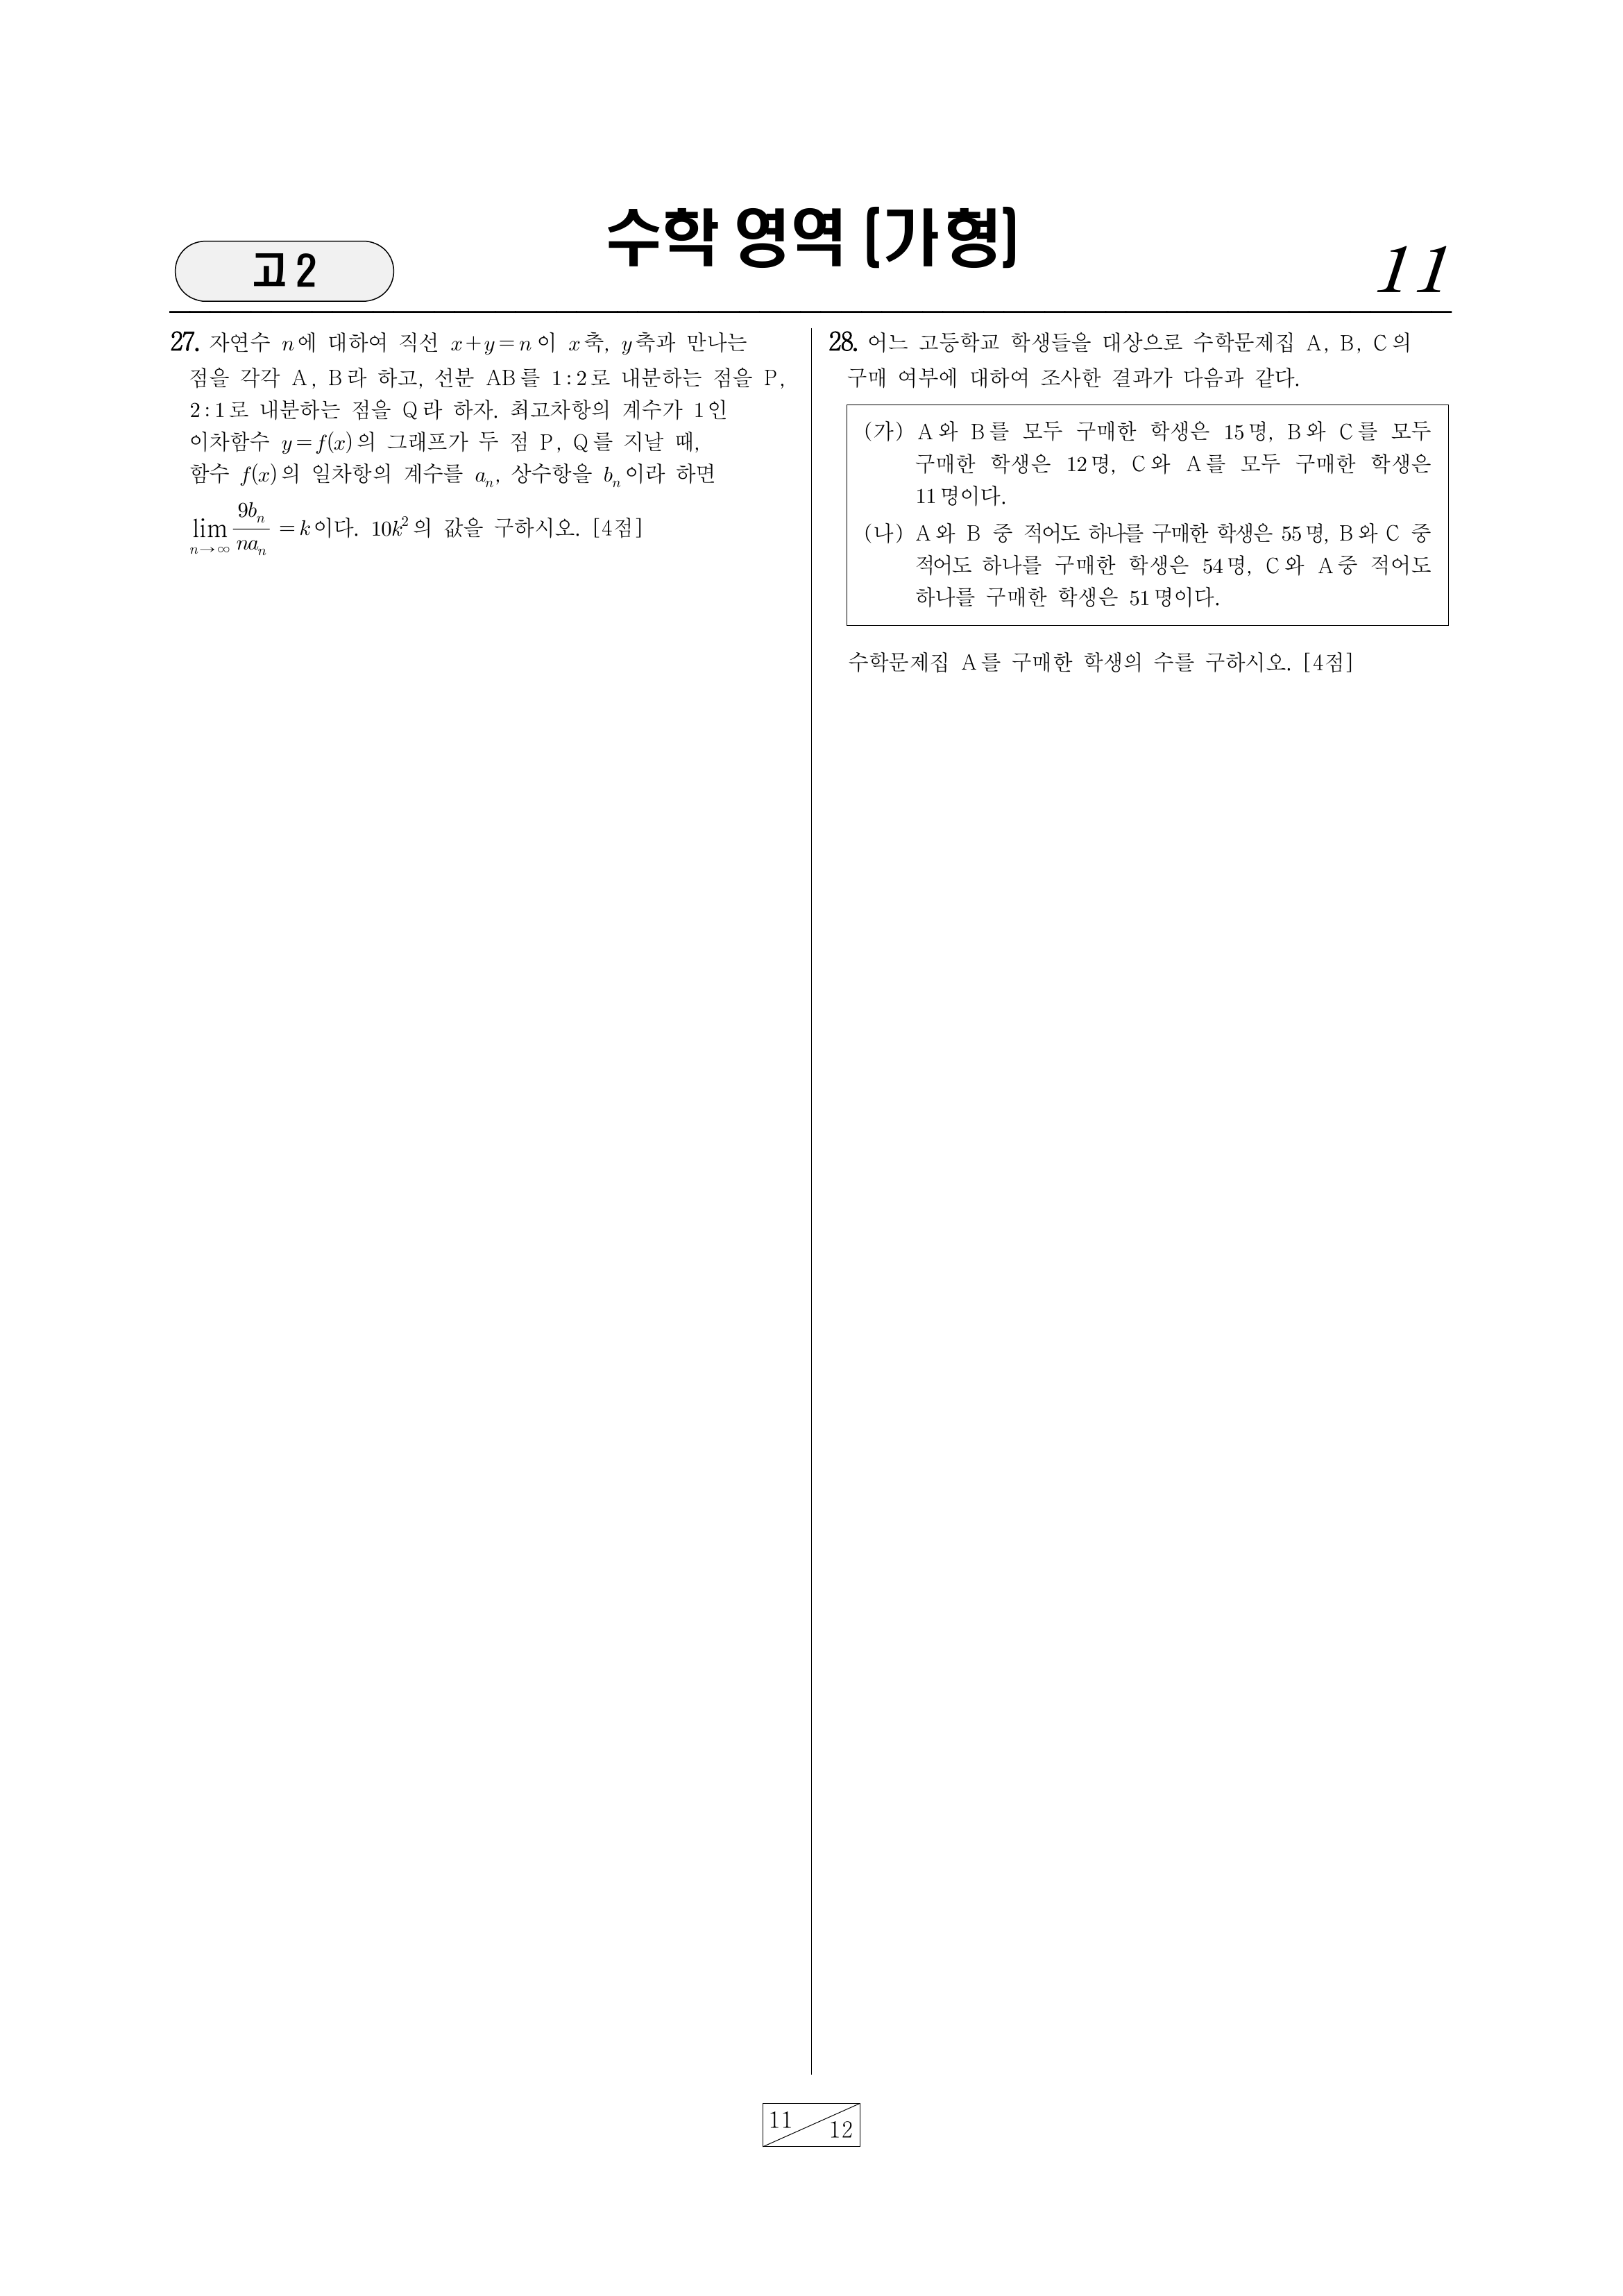 수학 영역 (가형)
고 2
11
27. 자연수 n에 대하여 직선 x+y=n이 x축, y축과 만나는
점을 각각 A, B라 하고, 선분 AB를 1:2로 내분하는 점을 P,
2:1로 내분하는 점을 Q라 하자. 최고차항의 계수가 1인
이차함수 y=f(x)의 그래프가 두 점 P, Q를 지날 때,
함수 f(x)의 일차항의 계수를 aₙ, 상수항을 bₙ이라 하면
lim n→∞ 9bₙ/naₙ = k이다. 10k²의 값을 구하시오. [4점]
28. 어느 고등학교 학생들을 대상으로 수학문제집 A, B, C의
구매 여부에 대하여 조사한 결과가 다음과 같다.
(가) A와 B를 모두 구매한 학생은 15명, B와 C를 모두
구매한 학생은 12명, C와 A를 모두 구매한 학생은
11명이다.
(나) A와 B 중 적어도 하나를 구매한 학생은 55명, B와 C 중
적어도 하나를 구매한 학생은 54명, C와 A중 적어도
하나를 구매한 학생은 51명이다.
수학문제집 A를 구매한 학생의 수를 구하시오. [4점]
11
12